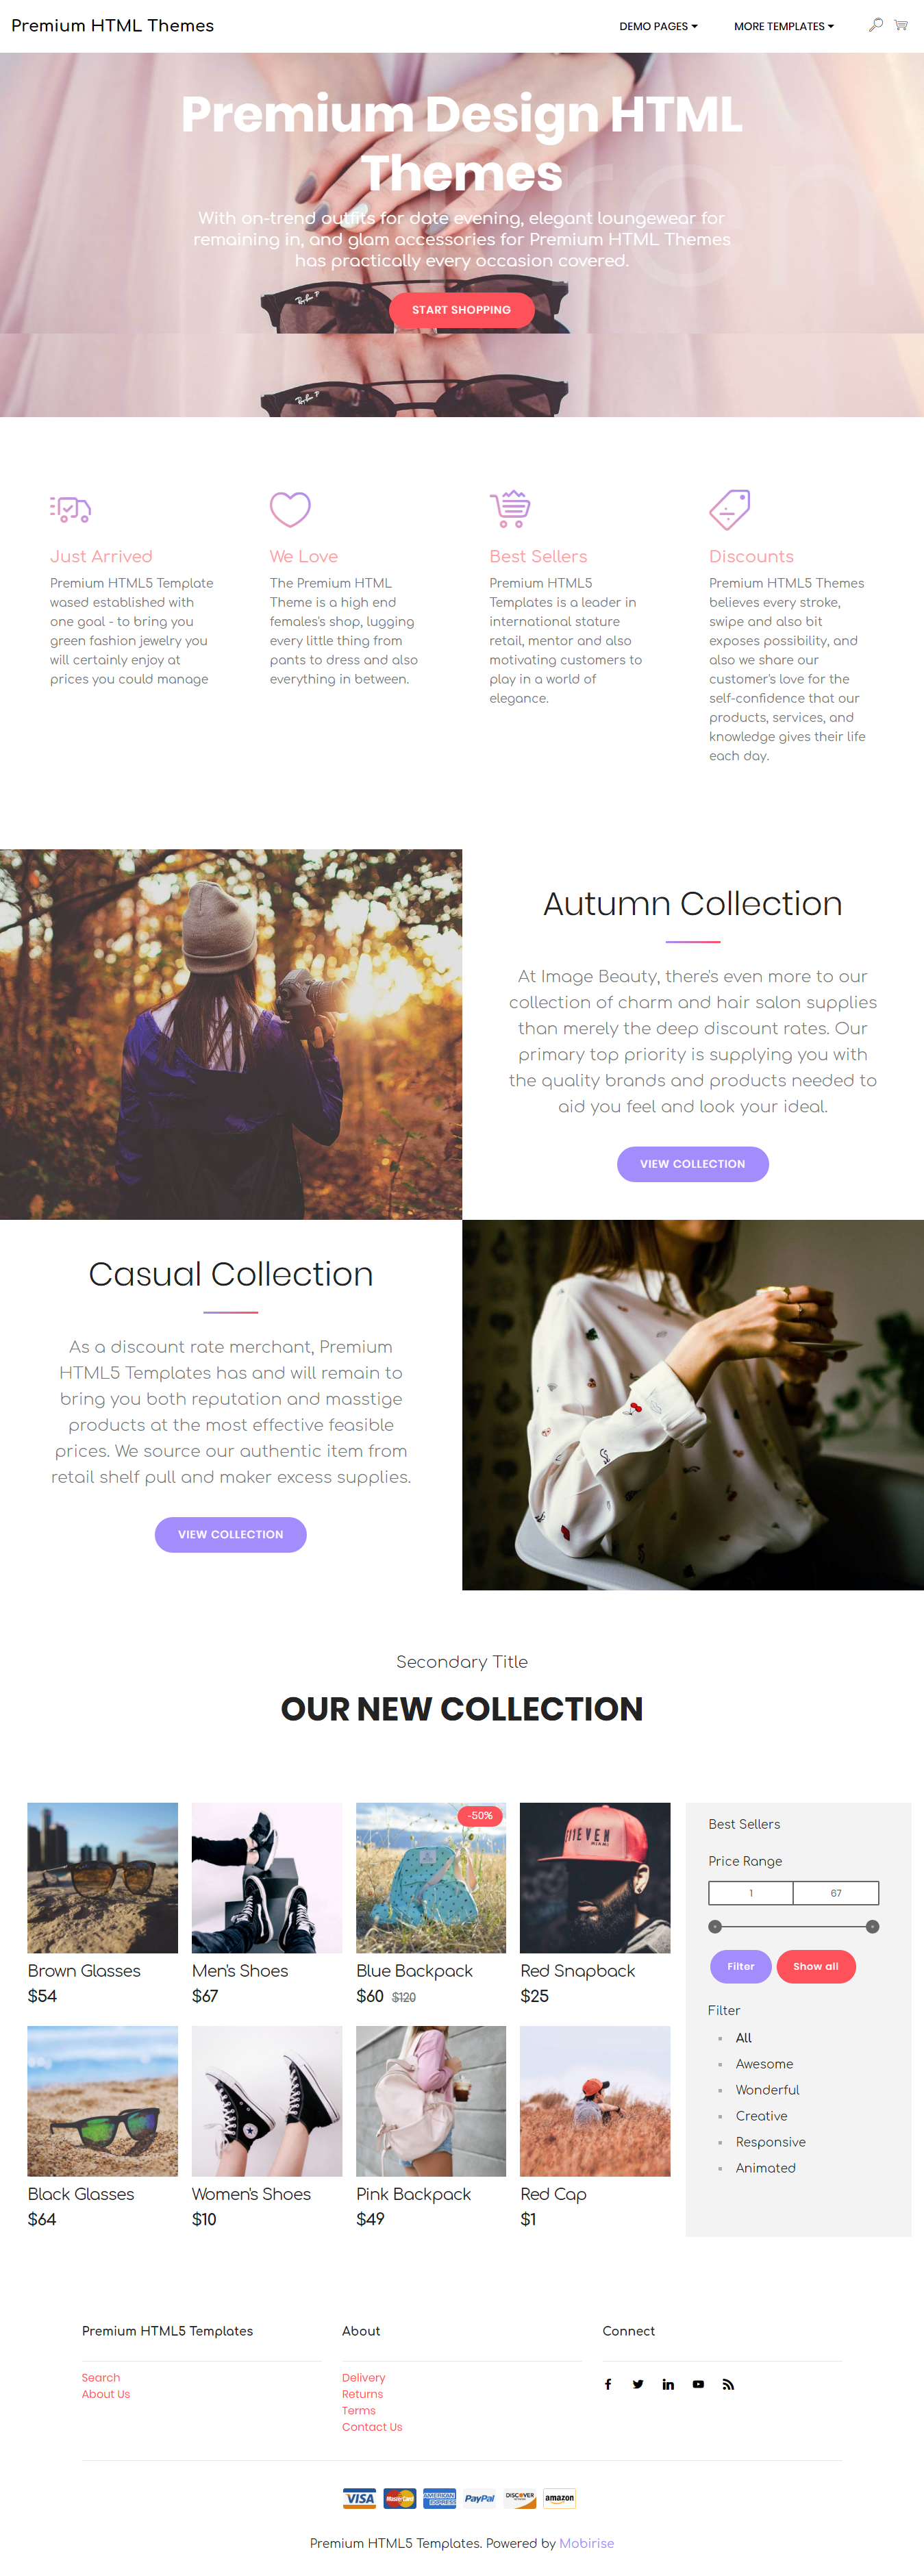 Premium HTML Themes
DEMO PAGES
MORE TEMPLATES
Premium Design HTML
Themes
With on-trend outfits for date evening, elegant loungewear for
remaining in, and glam accessories for Premium HTML Themes
has practically every occasion covered.
Ray-Ban P
START SHOPPING
Ray-Ban P
Just Arrived
Premium HTML5 Template
wased established with
one goal - to bring you
green fashion jewelry you
will certainly enjoy at
prices you could manage
We Love
The Premium HTML
Theme is a high end
females's shop, lugging
every little thing from
pants to dress and also
everything in between.
Best Sellers
Premium HTML5
Templates is a leader in
international stature
retail, mentor and also
motivating customers to
play in a world of
elegance.
Discounts
Premium HTML5 Themes
believes every stroke,
swipe and also bit
exposes possibility, and
also we share our
customer's love for the
self-confidence that our
products, services, and
knowledge gives their life
each day.
Autumn Collection
At Image Beauty, there's even more to our
collection of charm and hair salon supplies
than merely the deep discount rates. Our
primary top priority is supplying you with
the quality brands and products needed to
aid you feel and look your ideal.
VIEW COLLECTION
Casual Collection
As a discount rate merchant, Premium
HTML5 Templates has and will remain to
bring you both reputation and masstige
products at the most effective feasible
prices. We source our authentic item from
retail shelf pull and maker excess supplies.
VIEW COLLECTION
Secondary Title
OUR NEW COLLECTION
Brown Glasses
$54
Men's Shoes
$67
-50%
Blue Backpack
$60 $120
Red Snapback
$25
Black Glasses
$64
Women's Shoes
$10
Pink Backpack
$49
Red Cap
$1
Best Sellers
Price Range
1 67
Filter Show all
Filter
All
Awesome
Wonderful
Creative
Responsive
Animated
Premium HTML5 Templates
Search
About Us
About
Delivery
Returns
Terms
Contact Us
Connect
VISA MasterCard AMERICAN EXPRESS PayPal DISCOVER amazon
Premium HTML5 Templates. Powered by Mobirise